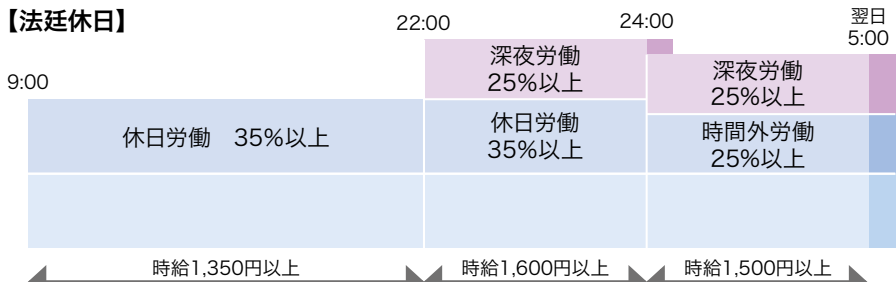 【法廷休日】
22:00
24:00
翌日
5:00
9:00
深夜労働
25%以上
深夜労働
25%以上
休日労働 35%以上
休日労働
35%以上
時間外労働
25%以上
時給1,350円以上
時給1,600円以上
時給1,500円以上